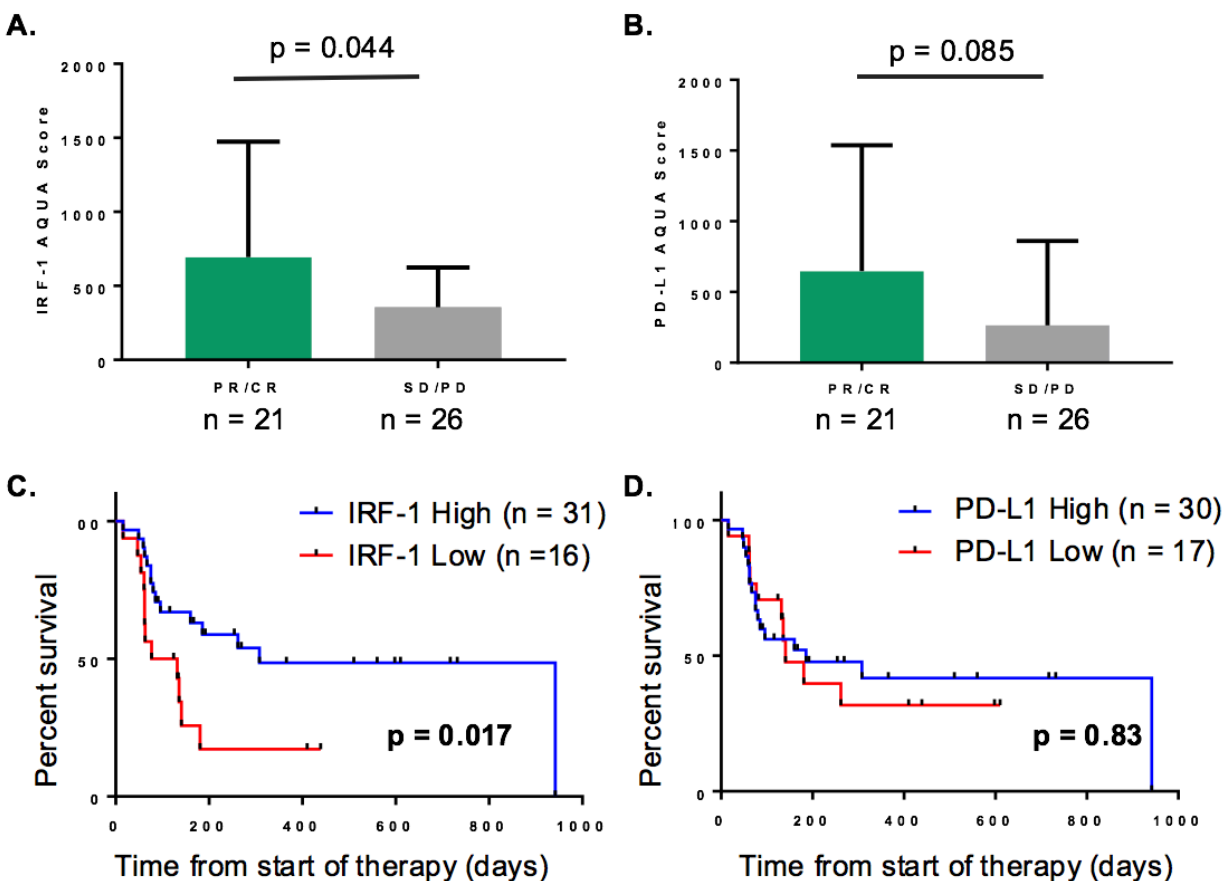 A.
p = 0.044
IRF-1 AQUA Score
2000
1500
1000
500
0
PR/CR
SD/PD
n = 21
n = 26
B.
p = 0.085
PD-L1 AQUA Score
2000
1500
1000
500
0
PR/CR
SD/PD
n = 21
n = 26
C.
IRF-1 High (n = 31)
IRF-1 Low (n =16)
Percent survival
00
50
0
p = 0.017
0 200 400 600 800 1000
Time from start of therapy (days)
D.
PD-L1 High (n = 30)
PD-L1 Low (n = 17)
Percent survival
100
50
0
p = 0.83
0 200 400 600 800 1000
Time from start of therapy (days)